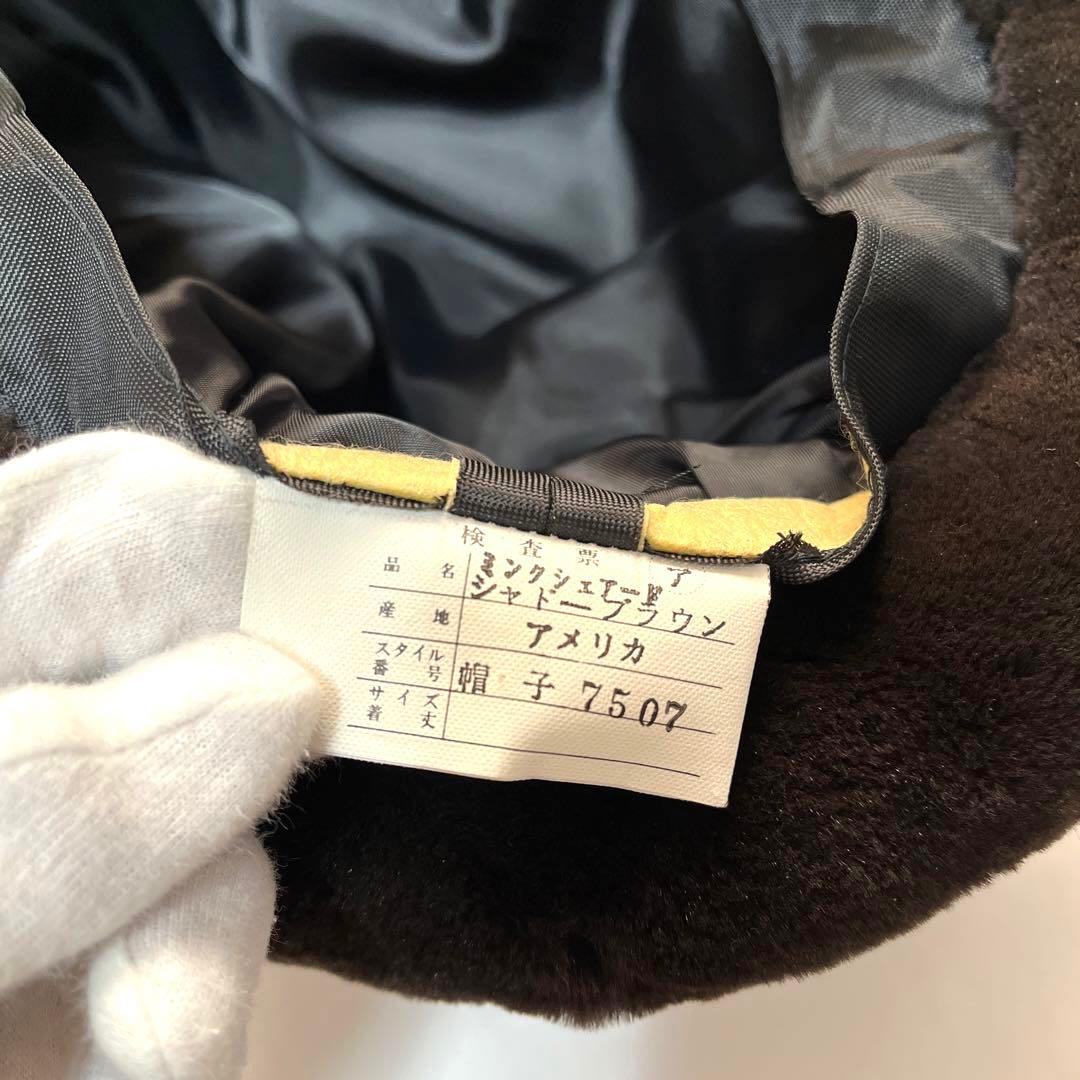 検査票
品名 ミンクシェアード
シャドーブラウン
産地 アメリカ
スタイル番号 帽子 7507
サイズ
着丈